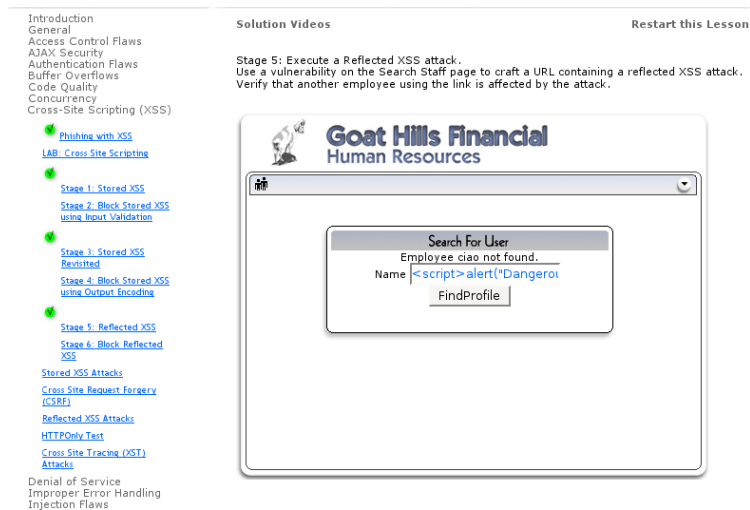 Introduction
General
Access Control Flaws
AJAX Security
Authentication Flaws
Buffer Overflows
Code Quality
Concurrency
Cross-Site Scripting (XSS)
Phishing with XSS
LAB: Cross Site Scripting
Stage 1: Stored XSS
Stage 2: Block Stored XSS
using Input Validation
Stage 3: Stored XSS
Revisited
Stage 4: Block Stored XSS
using Output Encoding
Stage 5: Reflected XSS
Stage 6: Block Reflected
XSS
Stored XSS Attacks
Cross Site Request Forgery
(CSRF)
Reflected XSS Attacks
HTTPOnly Test
Cross Site Tracing (XST)
Attacks
Denial of Service
Improper Error Handling
Injection Flaws
Solution Videos
Restart this Lesson
Stage 5: Execute a Reflected XSS attack.
Use a vulnerability on the Search Staff page to craft a URL containing a reflected XSS attack.
Verify that another employee using the link is affected by the attack.
Goat Hills Financial
Human Resources
Search For User
Employee ciao not found.
Name <script>alert("Dangerou
FindProfile